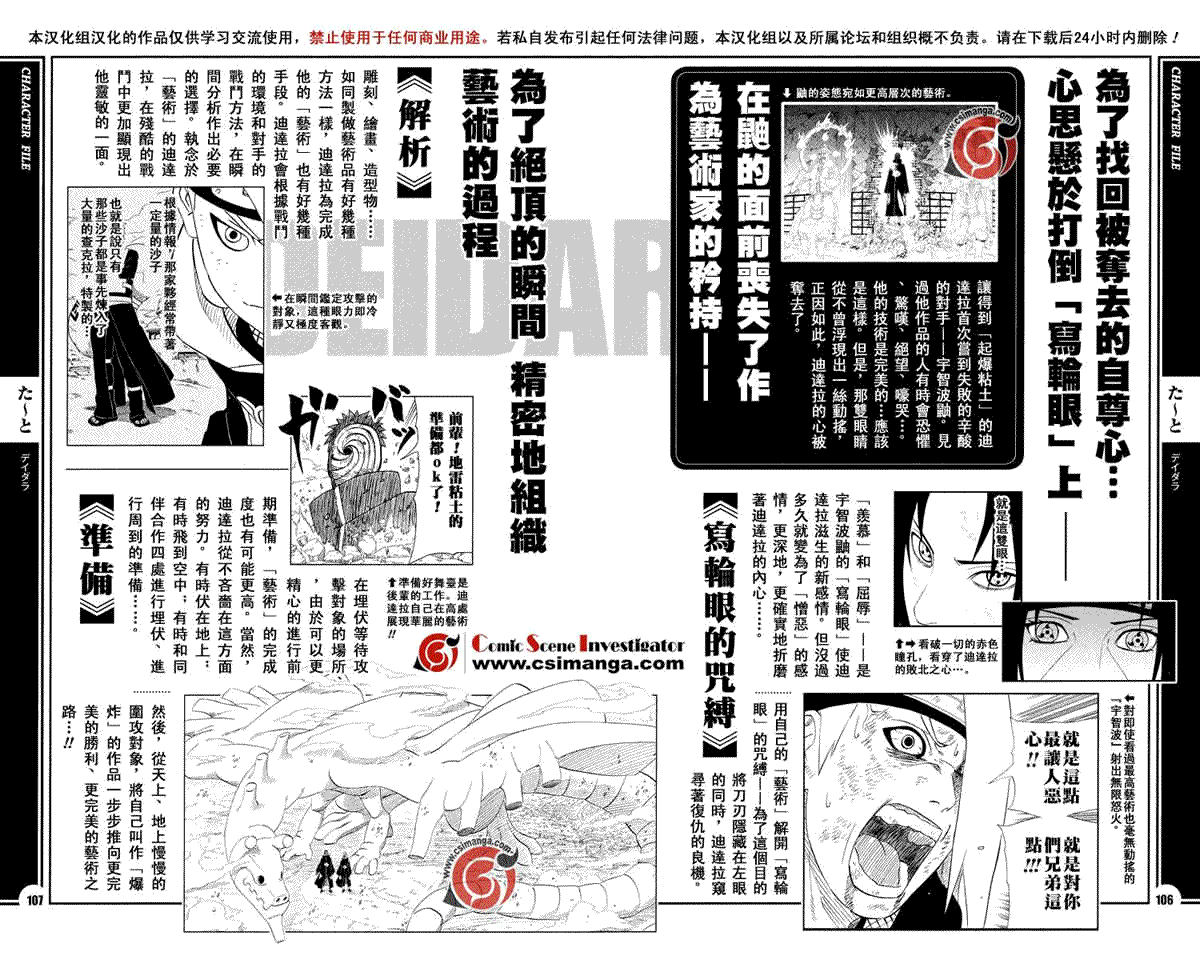 本汉化组汉化的作品仅供学习交流使用，禁止使用于任何商业用途。若私自发布引起任何法律问题，本汉化组以及所属论坛和组织概不负责。请在下载后24小时内删除！
CHARACTER FILE
た～と
デイダラ
106
為了找回被奪去的自尊心…
心思懸於打倒「寫輪眼」上——
⬇鼬的姿態宛如更高層次的藝術。
在鼬的面前喪失了作
為藝術家的矜持——
讓得到「起爆粘土」的迪
達拉首次嘗到失敗的辛酸
的對手——宇智波鼬。見
過他作品的人有時會恐懼
、驚嘆、絕望、嚎哭…。
他的技術是完美的…應該
是這樣。但是，那雙眼睛
從不曾浮現出一絲動搖，
正因如此，迪達拉的心被
奪去了。
就是這雙眼…
⬆➡看破一切的赤色
瞳孔，看穿了迪達拉
的敗北之心…。
《寫輪眼的咒縛》
「羨慕」和「屈辱」——是
宇智波鼬的「寫輪眼」使迪
達拉滋生的新感情。但沒過
多久就變為了「憎惡」的感
情，更深地，更確實地折磨
著迪達拉的內心……。
用自己的「藝術」解開「寫輪
眼」的咒縛——為了這個目的
將刀刃隱藏在左眼
的同時，迪達拉窺
尋著復仇的良機。
⬅對即使看過最高藝術也毫無動搖的
「宇智波」射出無限怒火。
就是這點
最讓人惡
心!!
就是對你
們兄弟這
點!!!
為了絕頂的瞬間 精密地組織
藝術的過程
DEIDAR
《解析》
雕刻、繪畫、造型物……
如同製做藝術品有好幾種
方法一樣，迪達拉為完成
他的「藝術」也有好幾種
手段。迪達拉會根據戰鬥
的環境和對手的
戰鬥方法，在瞬
間分析作出必要
的選擇。執念於
「藝術」的迪達
拉，在殘酷的戰
鬥中更加顯現出
他靈敏的一面。
根據情報，那家夥經常帶著
一定量的沙子
也就是說只有
那些沙子都是事先煉入了
大量的查克拉，特製的…
⬅在瞬間鑑定攻擊的
對象，這種眼力即冷
靜又極度客觀。
ガ
バッ
前輩！地雷粘土的
準備都ok了！
⬆準備好舞臺是
後輩的工作。迪
達拉自己在高處
展現華麗的藝術
!!
《準備》
在埋伏等待攻
擊對象的場所
，由於可以更
精心的進行前
期準備，「藝術」的完成
度也有可能更高。當然，
迪達拉從不吝嗇在這方面
的努力。有時伏在地上；
有時飛到空中；有時和同
伴合作四處進行埋伏、進
行周到的準備……。
Comic Scene Investigator
www.csimanga.com
www.csimanga.com
然後，從天上、地上慢慢的
圍攻對象，將自己叫作「爆
炸」的作品一步步推向更完
美的勝利、更完美的藝術之
路…!!
CHARACTER FILE
た～と
デイダラ
107